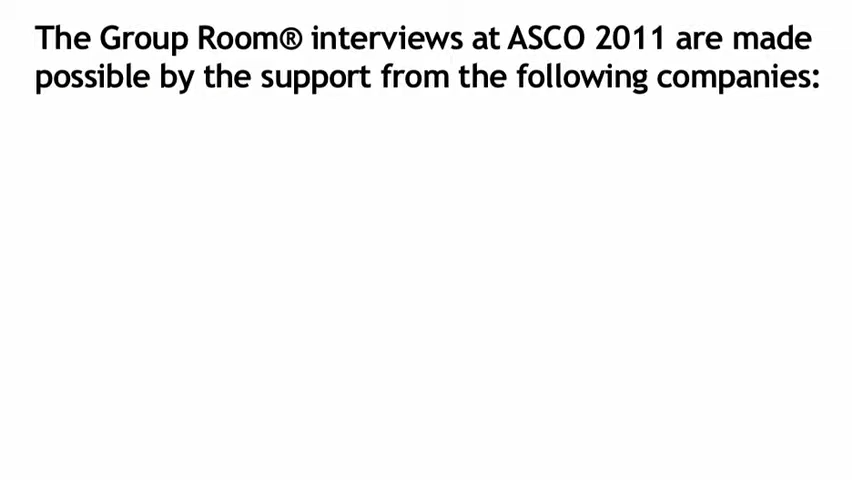 The Group Room® interviews at ASCO 2011 are made
possible by the support from the following companies: